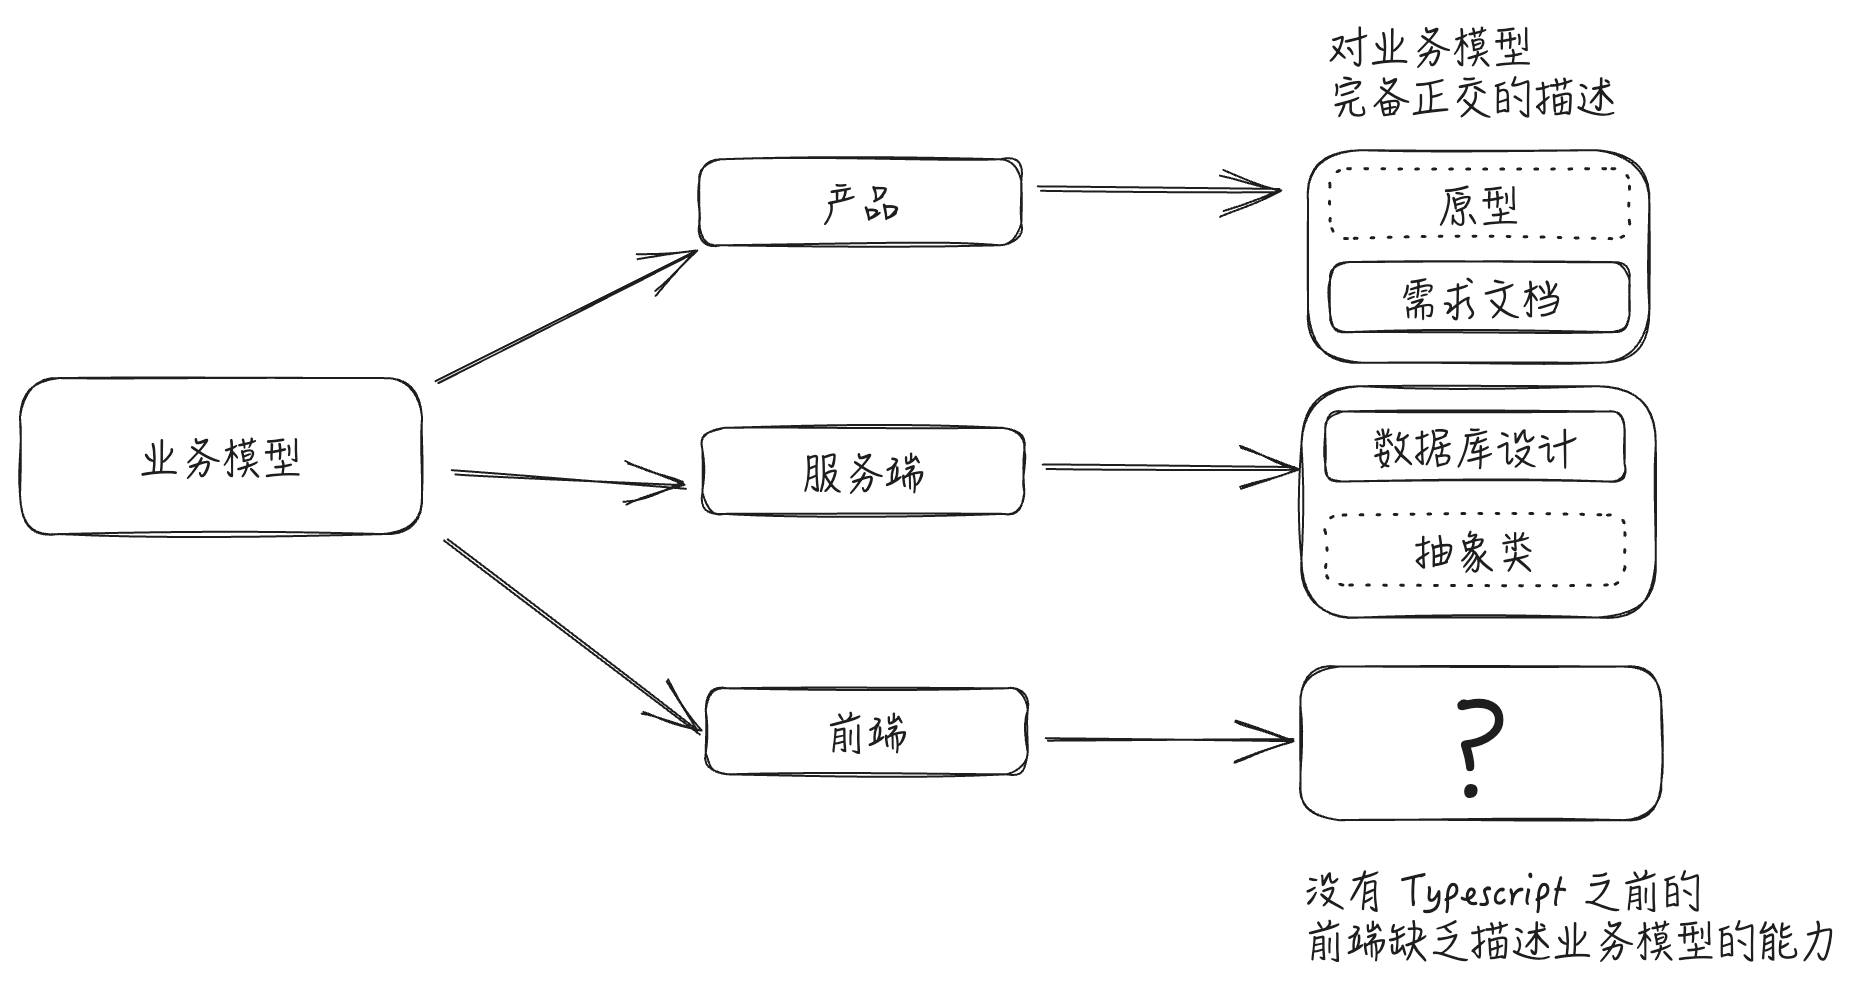 对业务模型
完备正交的描述
产品
原型
需求文档
业务模型
服务端
数据库设计
抽象类
前端
?
没有 Typescript 之前的
前端缺乏描述业务模型的能力